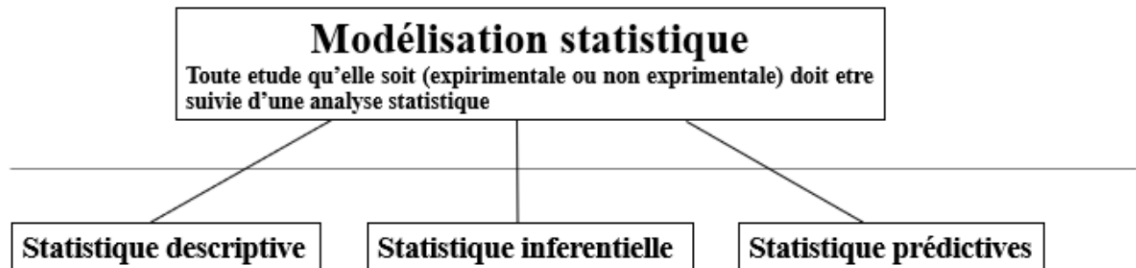 Modélisation statistique
Toute etude qu'elle soit (expirimentale ou non exprimentale) doit etre
suivie d'une analyse statistique
Statistique descriptive
Statistique inferentielle
Statistique prédictives